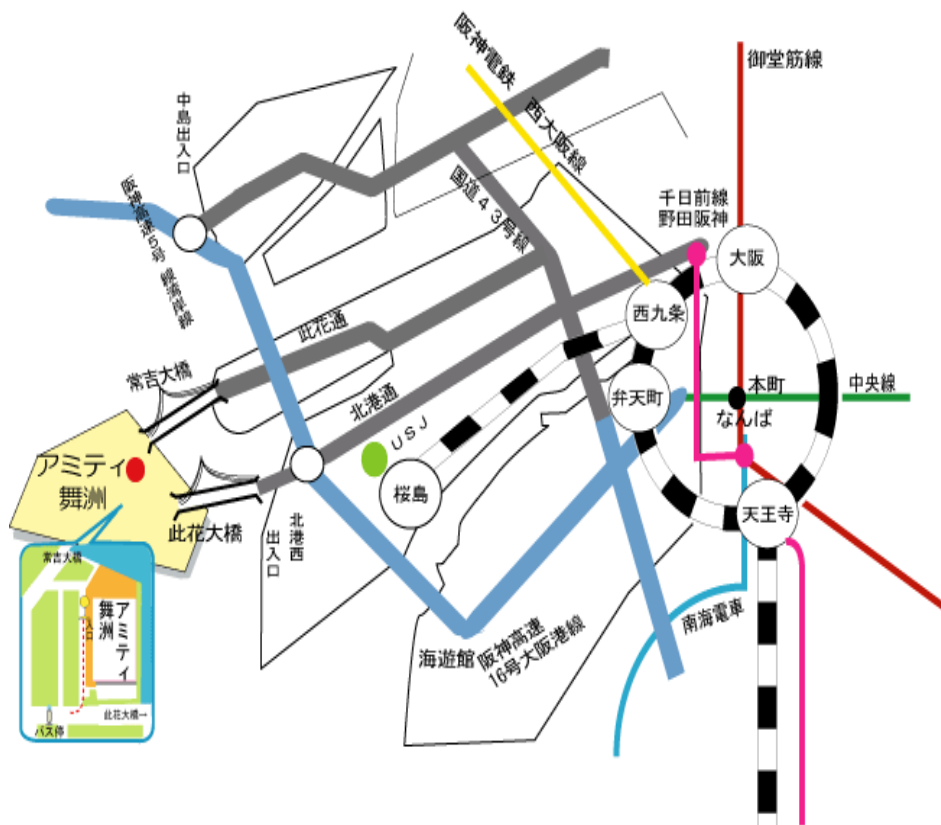 阪神電鉄
西大阪線
御堂筋線
中島出入口
阪神高速5号
線湾岸線
国道43号線
千日前線
野田阪神
大阪
西九条
此花通
常吉大橋
北港通
弁天町
本町
なんば
中央線
USJ
アミティ
舞洲
桜島
此花大橋
北港西
出入口
天王寺
常吉大橋
アミティ
舞洲
入口
此花大橋→
バス停
海遊館
阪神高速
16号大阪港線
南海電車